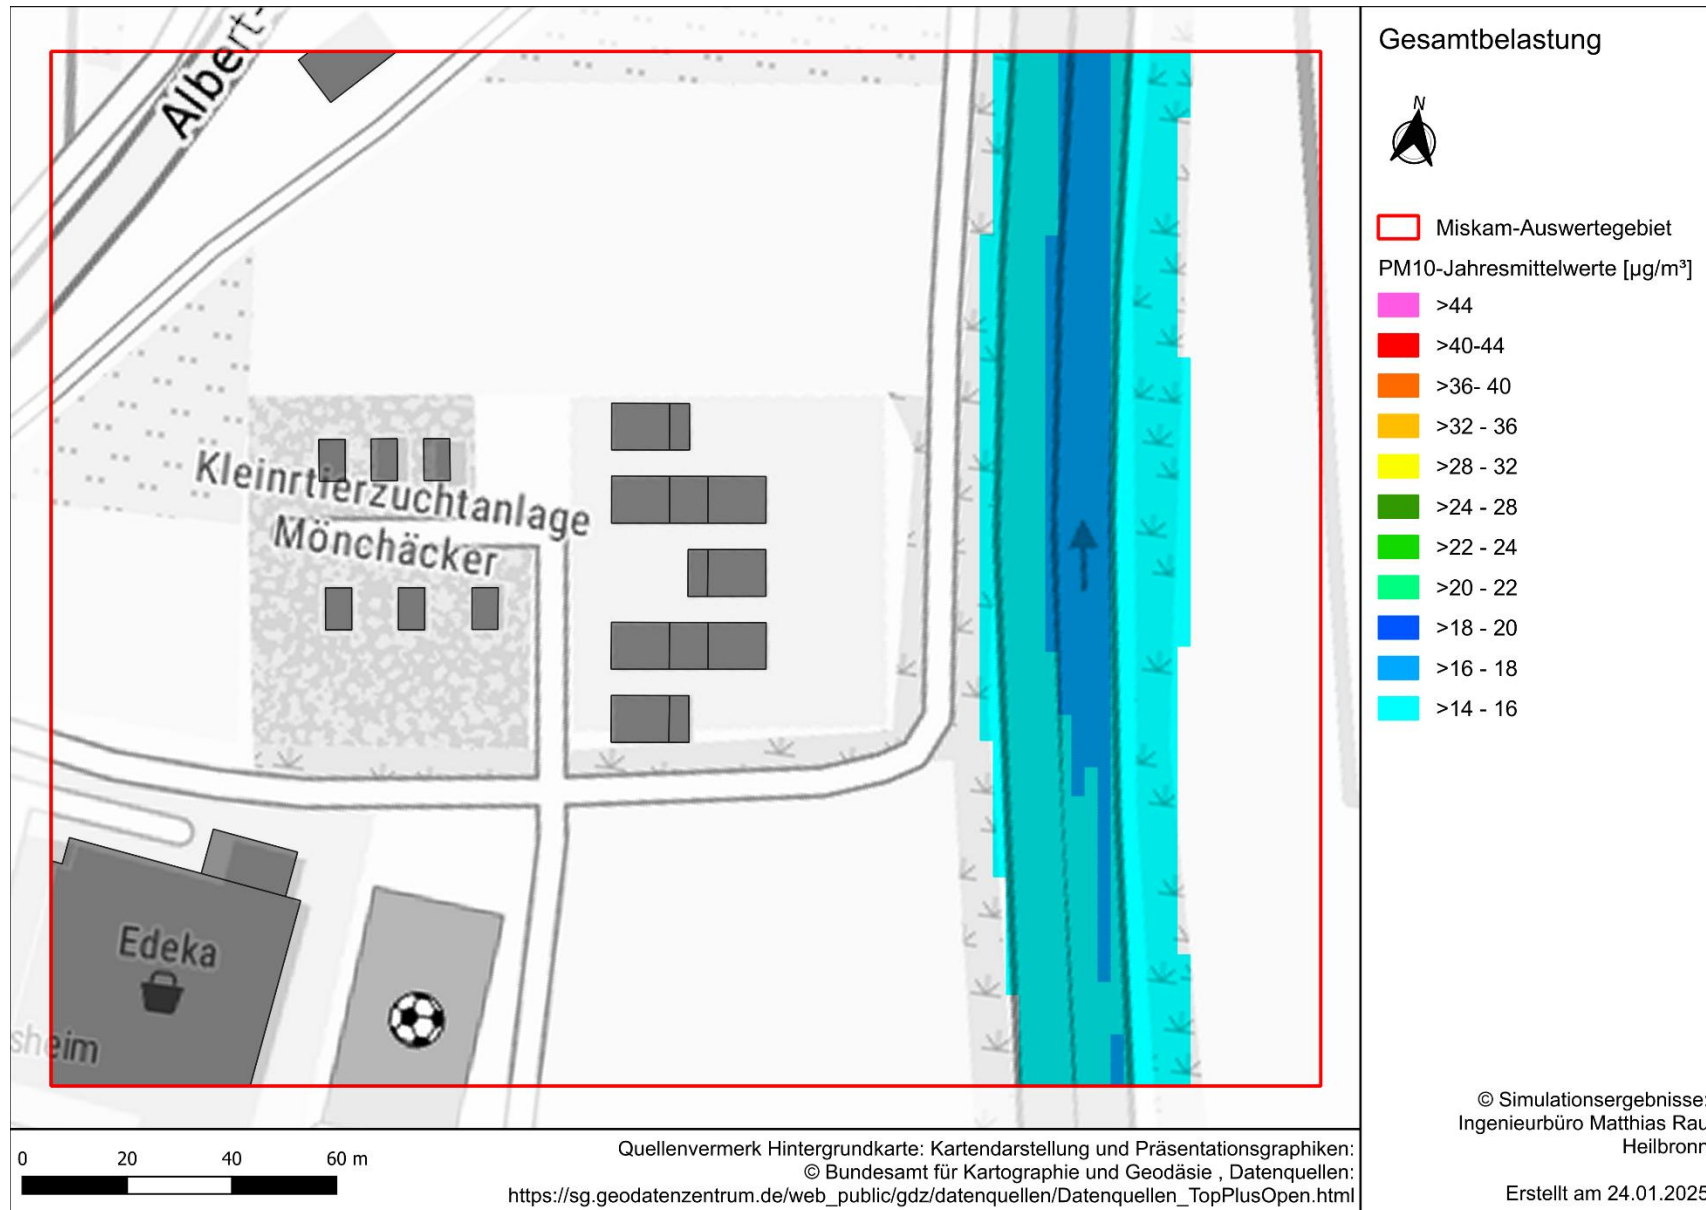 Albert-
Kleinrtierzuchtanlage
Mönchäcker
Edeka
sheim
Gesamtbelastung
N
Miskam-Auswertegebiet
PM10-Jahresmittelwerte [µg/m³]
>44
>40-44
>36- 40
>32 - 36
>28 - 32
>24 - 28
>22 - 24
>20 - 22
>18 - 20
>16 - 18
>14 - 16
© Simulationsergebnisse:
Ingenieurbüro Matthias Rau
Heilbronn
Erstellt am 24.01.2025
0 20 40 60 m
Quellenvermerk Hintergrundkarte: Kartendarstellung und Präsentationsgraphiken:
© Bundesamt für Kartographie und Geodäsie , Datenquellen:
https://sg.geodatenzentrum.de/web_public/gdz/datenquellen/Datenquellen_TopPlusOpen.html